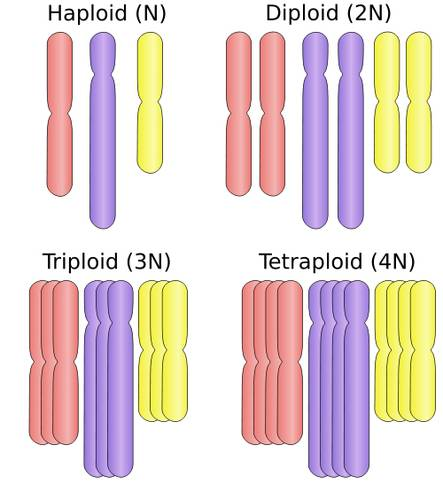 Haploid (N)
Diploid (2N)
Triploid (3N)
Tetraploid (4N)